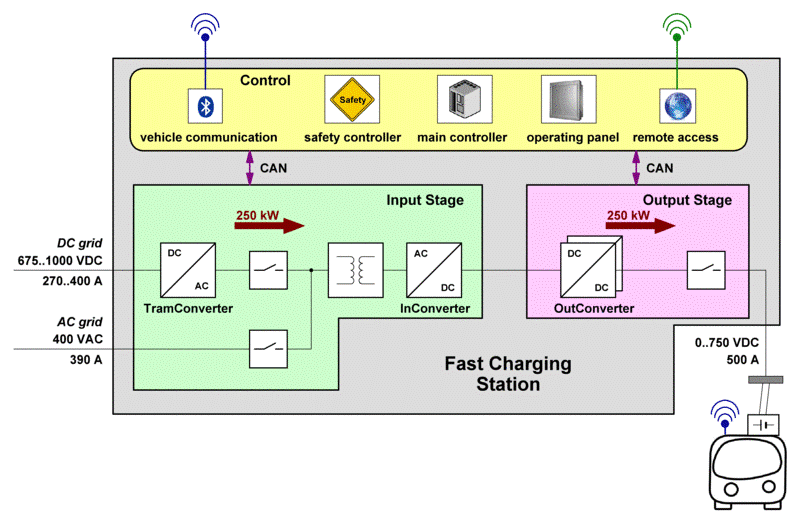 Control
Safety
vehicle communication
safety controller
main controller
operating panel
remote access
CAN
CAN
Input Stage
Output Stage
250 kW
250 kW
DC grid
675..1000 VDC
270..400 A
DC
AC
TramConverter
AC
DC
InConverter
DC
DC
OutConverter
AC grid
400 VAC
390 A
0..750 VDC
500 A
Fast Charging
Station